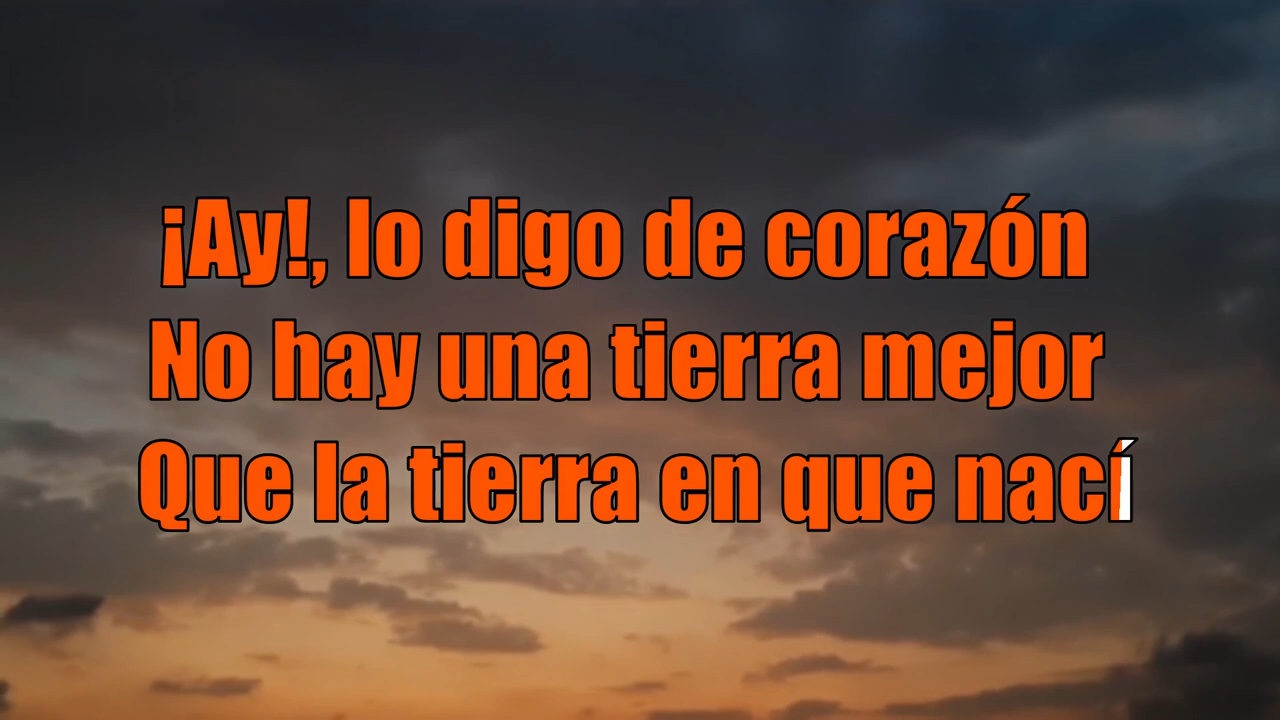 ¡Ay!, lo digo de corazón
No hay una tierra mejor
Que la tierra en que nací